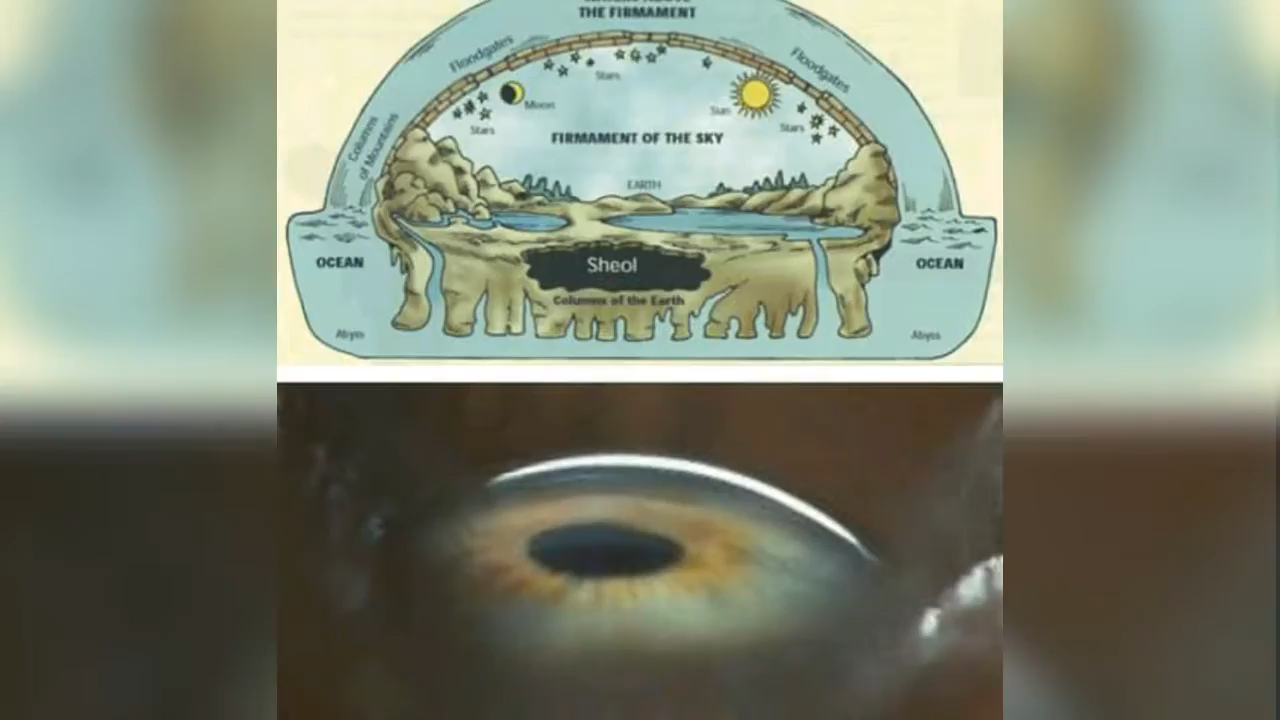 THE FIRMAMENT
Floodgates
Floodgates
Stars
Moon
Sun
Columns
of Mountains
Stars
Stars
FIRMAMENT OF THE SKY
EARTH
OCEAN
Sheol
OCEAN
Columns of the Earth
Abyss
Abyss